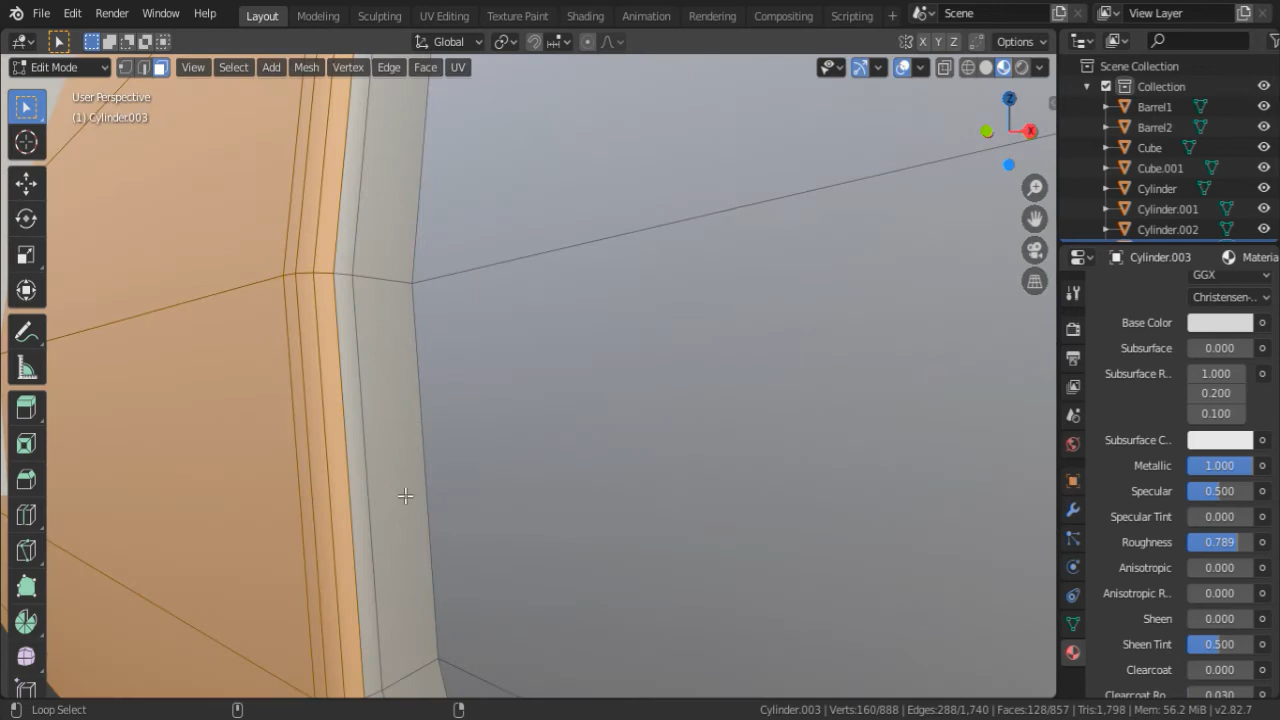 File Edit Render Window Help Layout Modeling Sculpting UV Editing Texture Paint Shading Animation Rendering Compositing Scripting + Scene View Layer
Global X Y Z Options
Edit Mode View Select Add Mesh Vertex Edge Face UV
User Perspective
(1) Cylinder.003
Z
X
Scene Collection
Collection
Barrel1
Barrel2
Cube
Cube.001
Cylinder
Cylinder.001
Cylinder.002
Cylinder.003 Materia
GGX
Christensen-..
Base Color
Subsurface 0.000
Subsurface R.. 1.000
0.200
0.100
Subsurface C..
Metallic 1.000
Specular 0.500
Specular Tint 0.000
Roughness 0.789
Anisotropic 0.000
Anisotropic R.. 0.000
Sheen 0.000
Sheen Tint 0.500
Clearcoat 0.000
Clearcoat Ro.. 0.030
Loop Select Cylinder.003 | Verts:160/888 | Edges:288/1,740 | Faces:128/857 | Tris:1,798 | Mem: 56.2 MiB | v2.82.7